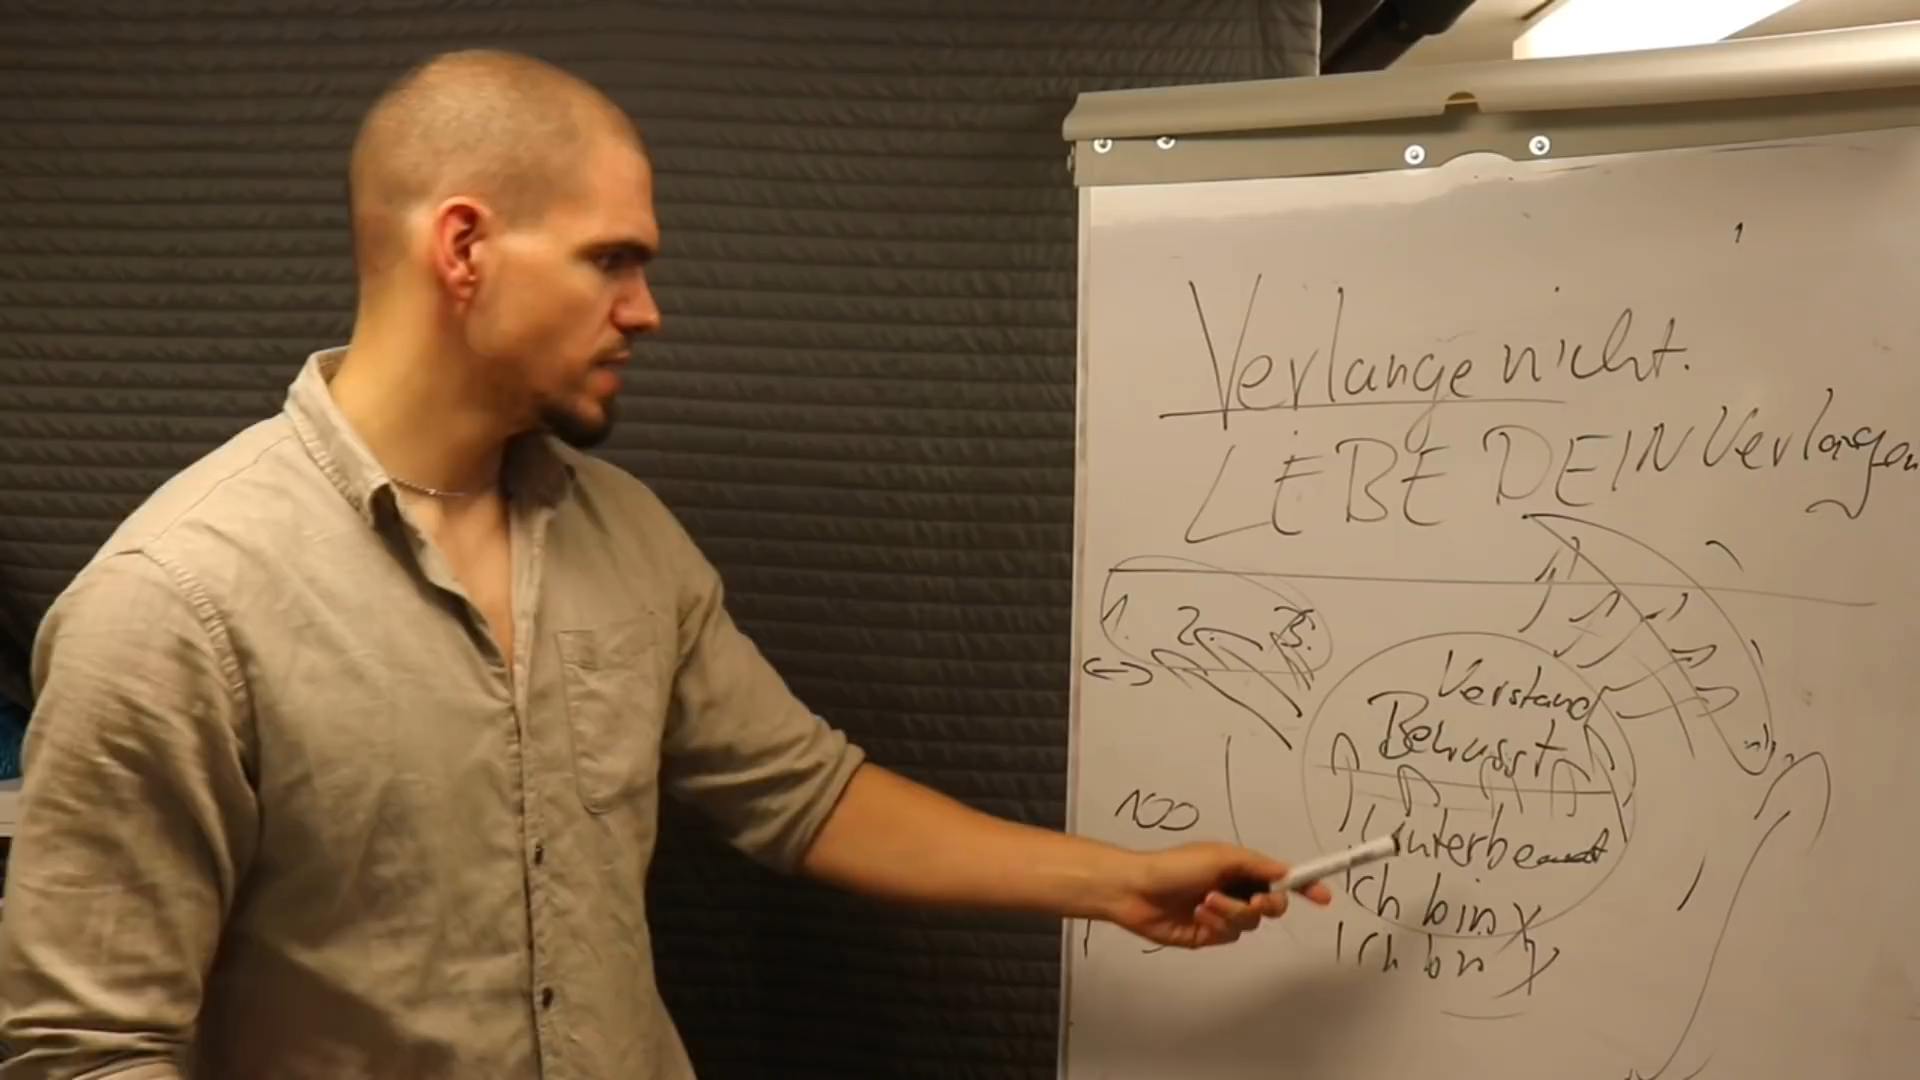 Verlange nicht.
LEBE DEIN Verlangen
1. 2. 3.
Verstand
Bewusst
100
Unterbewusst
Ich bin X
Ich bin Y